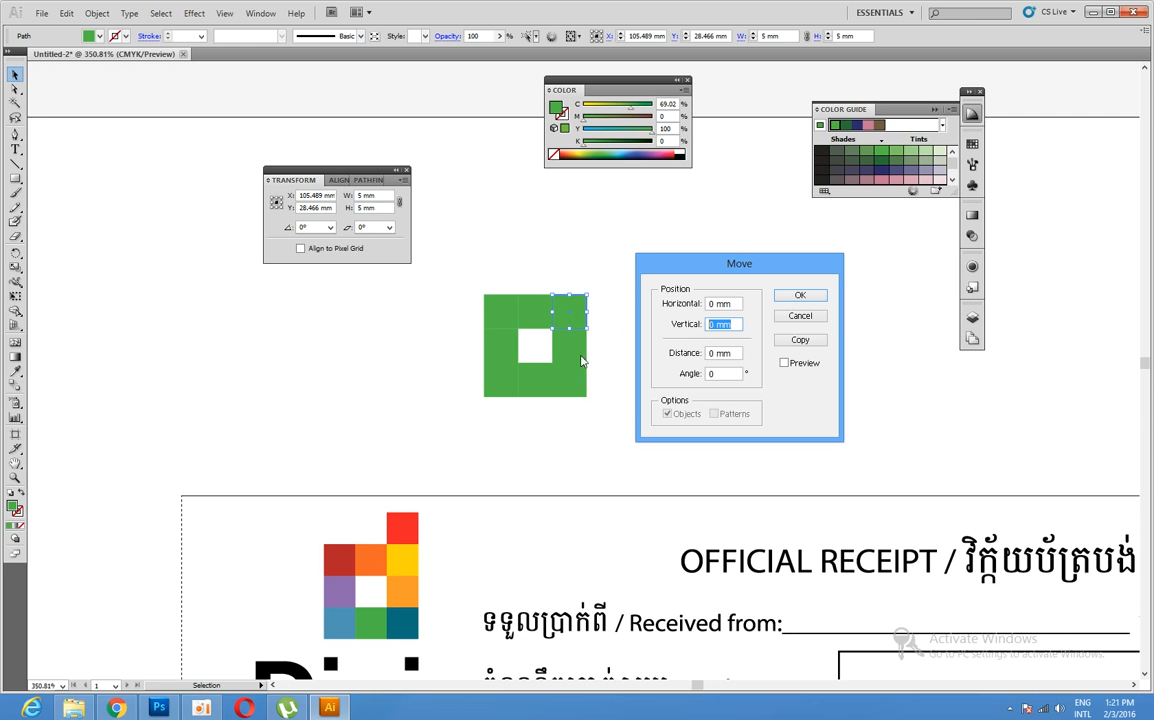 Ai File Edit Object Type Select Effect View Window Help Br ESSENTIALS CS Live
Path Stroke: Basic Style: Opacity: 100 % X: 105.489 mm Y: 28.466 mm W: 5 mm H: 5 mm
Untitled-2* @ 350.81% (CMYK/Preview)
COLOR
C 69.02 %
M 0 %
Y 100 %
K 0 %
COLOR GUIDE
Shades Tints
TRANSFORM ALIGN PATHFIN
X: 105.489 mm W: 5 mm
Y: 28.466 mm H: 5 mm
0° 0°
Align to Pixel Grid
Move
Position
Horizontal: 0 mm
Vertical: 0 mm
Distance: 0 mm
Angle: 0 °
OK
Cancel
Copy
Preview
Options
Objects Patterns
OFFICIAL RECEIPT / វិក្ក័យប័ត្របង់
ទទួលប្រាក់ពី / Received from:
Activate Windows
Go to PC settings to activate Windows.
350.81% 1 Selection
Ps Ai
ENG 1:21 PM
INTL 2/3/2016